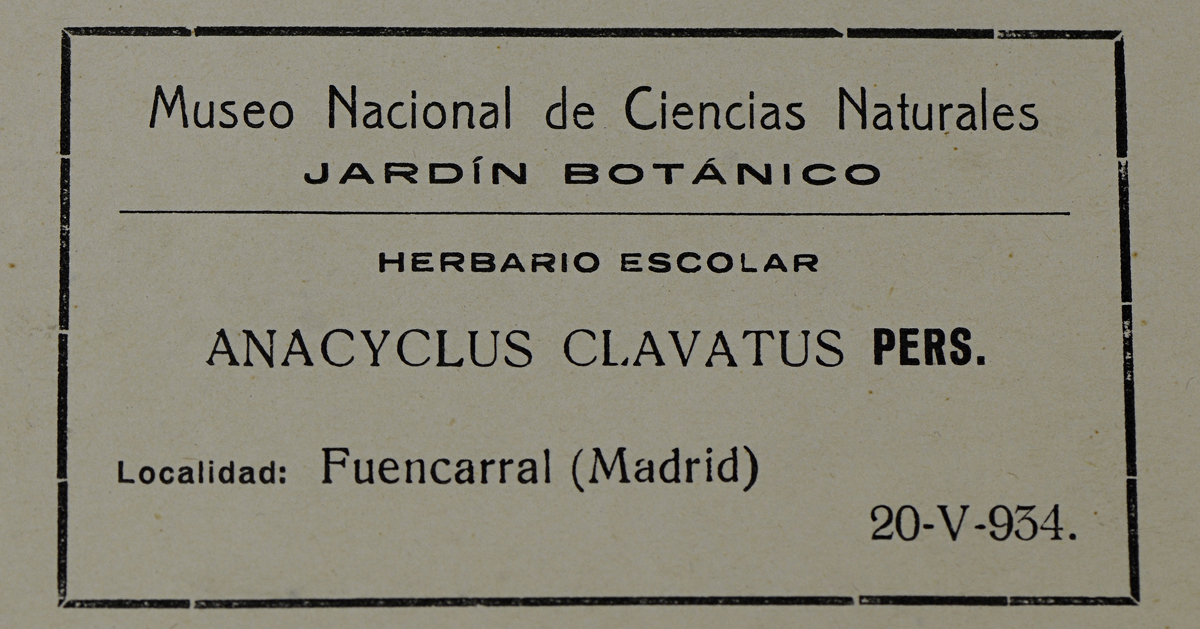 Museo Nacional de Ciencias Naturales
JARDÍN BOTÁNICO
HERBARIO ESCOLAR
ANACYCLUS CLAVATUS PERS.
Localidad: Fuencarral (Madrid)
20-V-934.